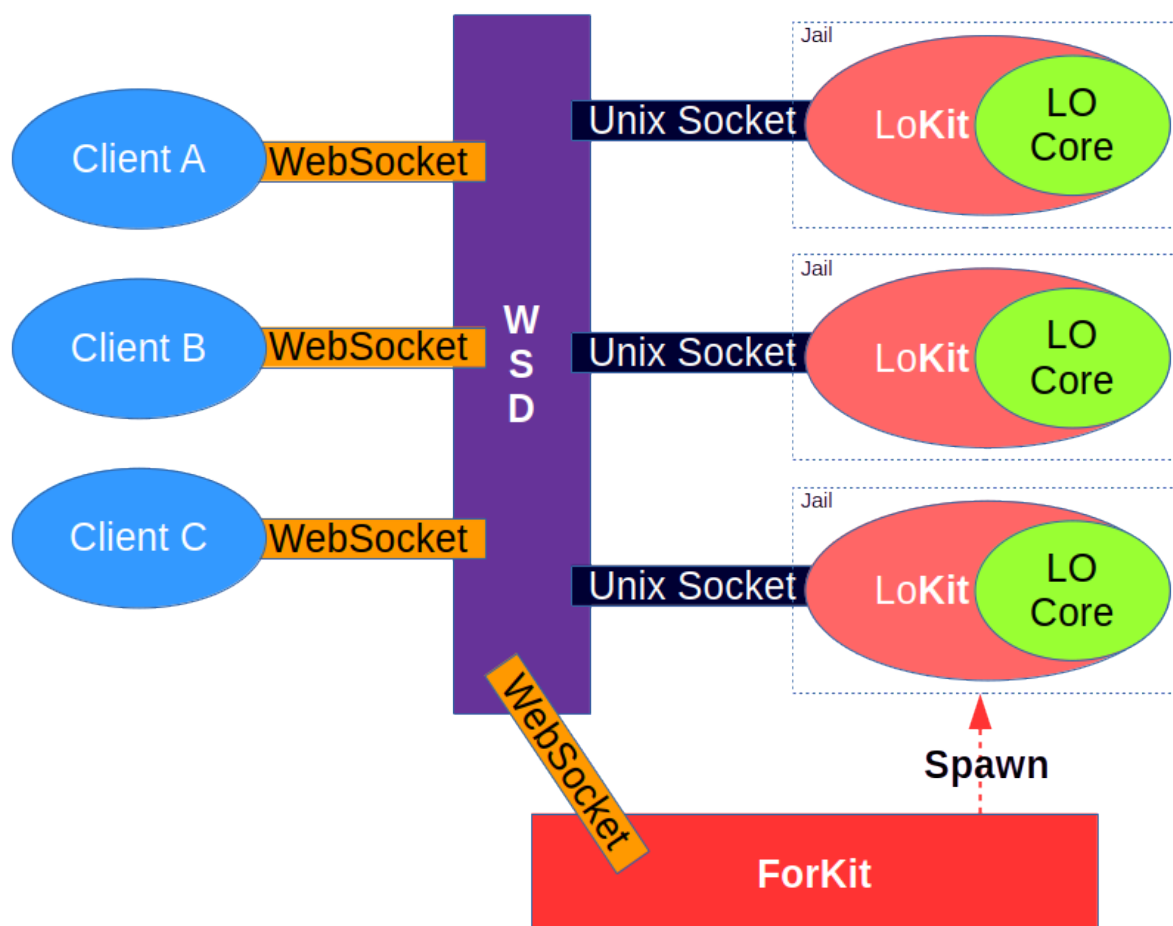 Jail
Client A
WebSocket
Unix Socket
LoKit
LO
Core
Jail
Client B
WebSocket
W
S
D
Unix Socket
LoKit
LO
Core
Jail
Client C
WebSocket
Unix Socket
LoKit
LO
Core
WebSocket
Spawn
ForKit